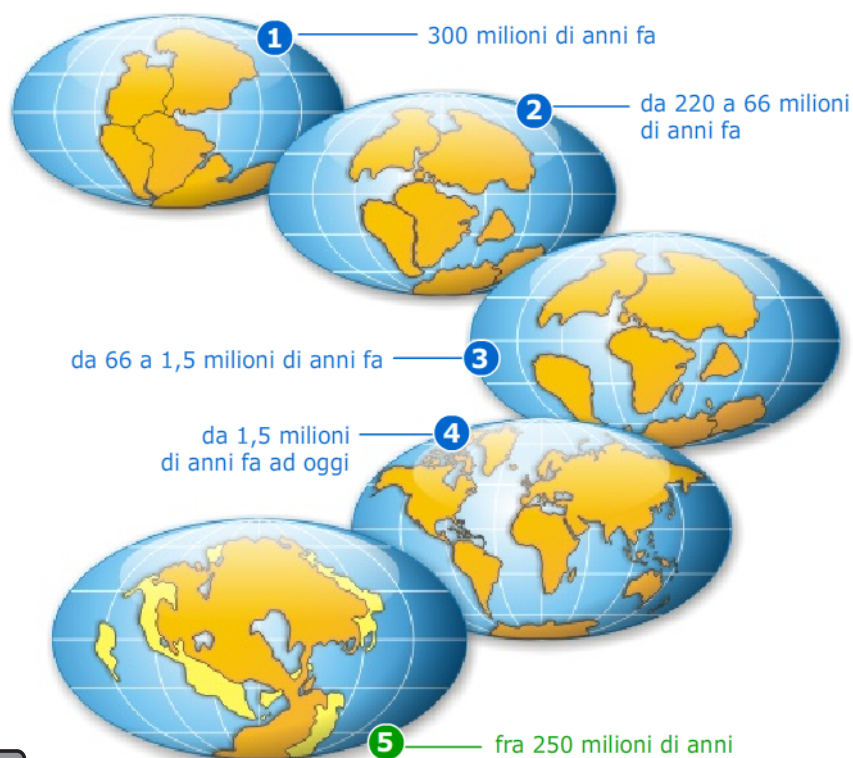 1
300 milioni di anni fa
2
da 220 a 66 milioni
di anni fa
da 66 a 1,5 milioni di anni fa
3
da 1,5 milioni
di anni fa ad oggi
4
5
fra 250 milioni di anni